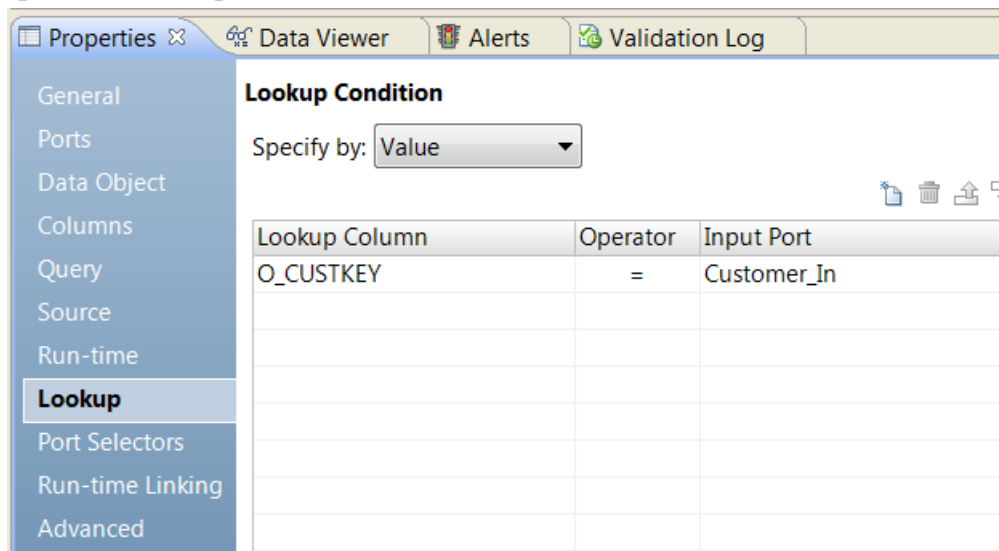 Properties Data Viewer Alerts Validation Log
General
Ports
Data Object
Columns
Query
Source
Run-time
Lookup
Port Selectors
Run-time Linking
Advanced
Lookup Condition
Specify by: Value
Lookup Column Operator Input Port
O_CUSTKEY = Customer_In